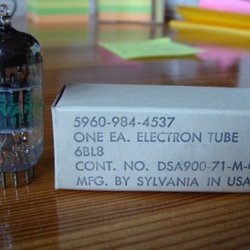 5960-984-4537
ONE EA. ELECTRON TUBE
6BL8
CONT. NO. DSA900-71-M-
MFG. BY SYLVANIA IN USA